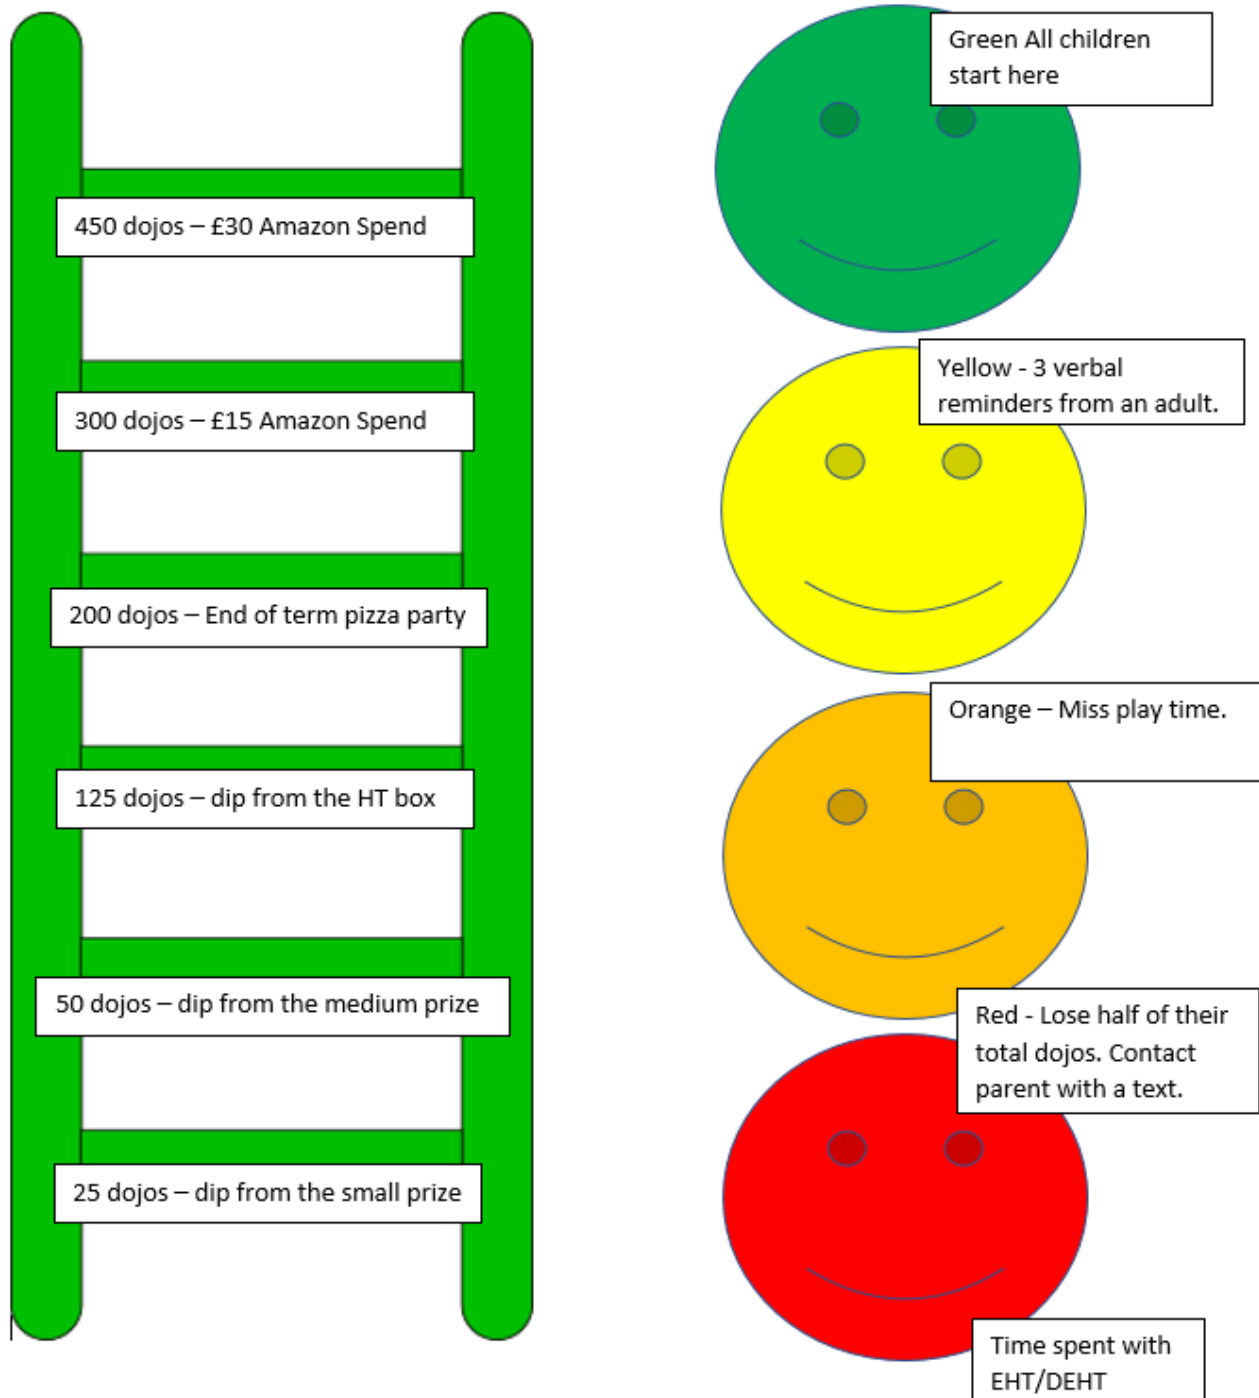 450 dojos – £30 Amazon Spend
300 dojos – £15 Amazon Spend
200 dojos – End of term pizza party
125 dojos – dip from the HT box
50 dojos – dip from the medium prize
25 dojos – dip from the small prize
Green All children
start here
Yellow - 3 verbal
reminders from an adult.
Orange – Miss play time.
Red - Lose half of their
total dojos. Contact
parent with a text.
Time spent with
EHT/DEHT